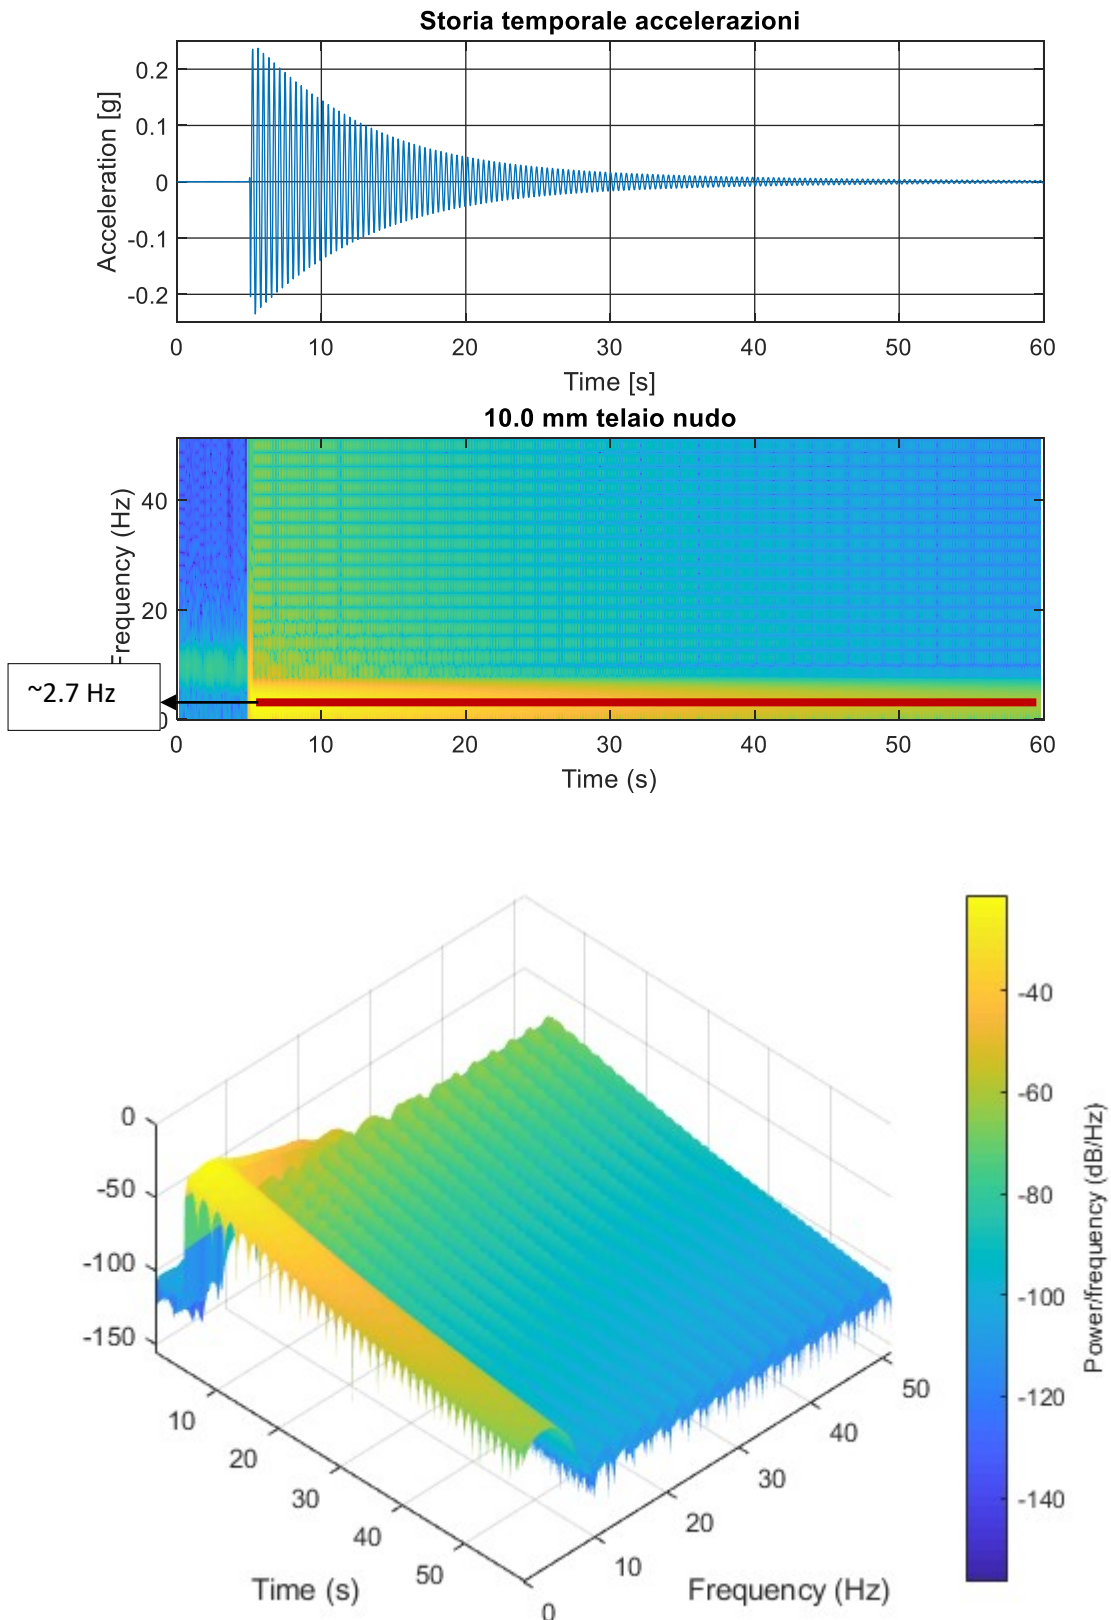 Storia temporale accelerazioni
Acceleration [g]
0.2
0.1
0
-0.1
-0.2
0 10 20 30 40 50 60
Time [s]
10.0 mm telaio nudo
Frequency (Hz)
40
20
0
~2.7 Hz
0 10 20 30 40 50 60
Time (s)
0
-50
-100
-150
10
20
30
40
50
Time (s)
0
10
20
30
40
50
Frequency (Hz)
-40
-60
-80
-100
-120
-140
Power/frequency (dB/Hz)